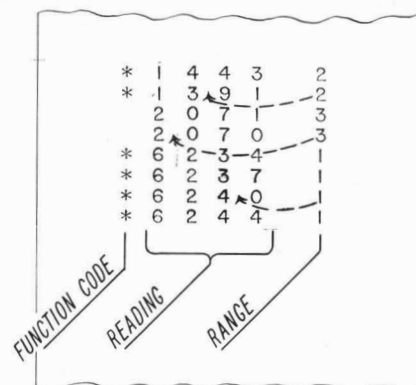 * 1 4 4 3 2
* 1 3 9 1 2
2 0 7 1 3
2 0 7 0 3
* 6 2 3 4 1
* 6 2 3 7 1
* 6 2 4 0 1
* 6 2 4 4 1
FUNCTION CODE
READING
RANGE